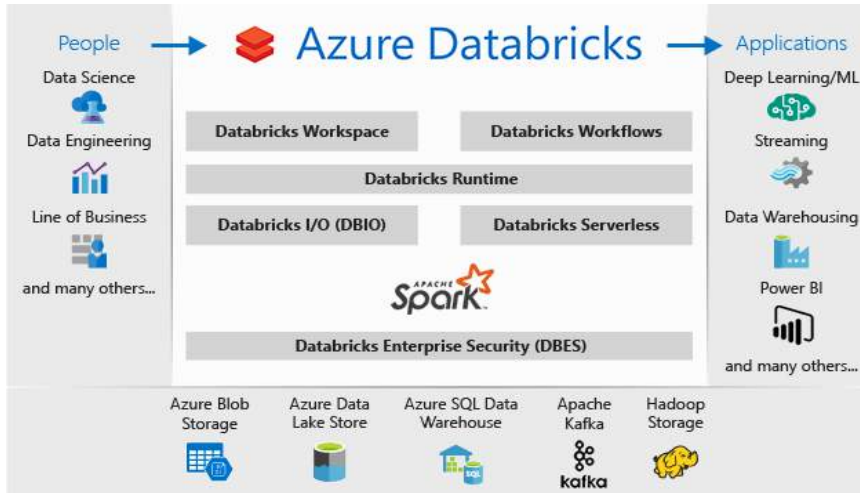 People
Azure Databricks
Applications
Data Science
Data Engineering
Line of Business
and many others...
Databricks Workspace
Databricks Workflows
Databricks Runtime
Databricks I/O (DBIO)
Databricks Serverless
APACHE
Spark™
Databricks Enterprise Security (DBES)
Deep Learning/ML
Streaming
Data Warehousing
Power BI
and many others...
Azure Blob
Storage
Azure Data
Lake Store
Azure SQL Data
Warehouse
SQL
Apache
Kafka
kafka
Hadoop
Storage